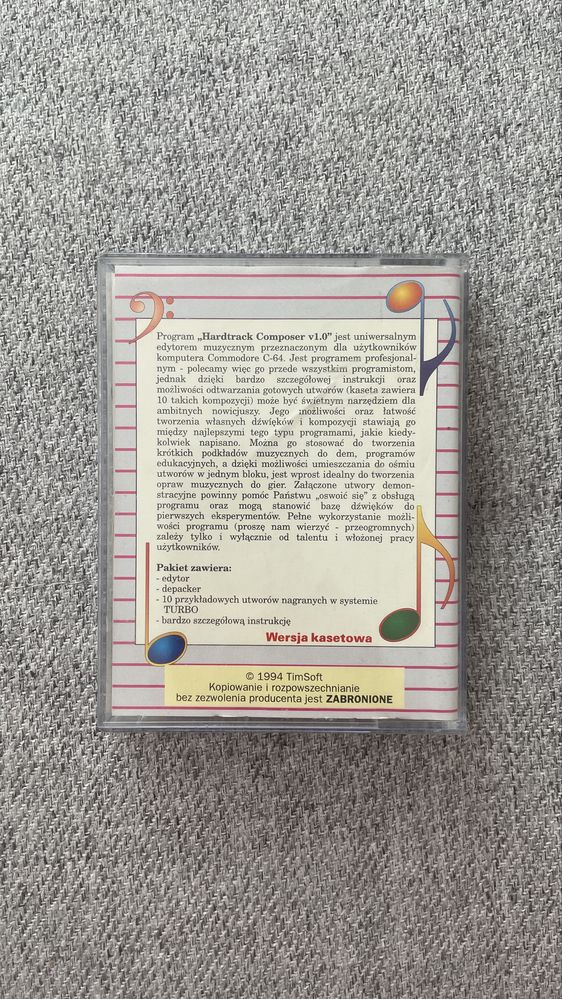 Program „Hardtrack Composer v1.0” jest uniwersalnym
edytorem muzycznym przeznaczonym dla użytkowników
komputera Commodore C-64. Jest programem profesjonal-
nym - polecamy więc go przede wszystkim programistom,
jednak dzięki bardzo szczegółowej instrukcji oraz
możliwości odtwarzania gotowych utworów (kaseta zawiera
10 takich kompozycji) może być świetnym narzędziem dla
ambitnych nowicjuszy. Jego możliwości oraz łatwość
tworzenia własnych dźwięków i kompozycji stawiają go
między najlepszymi tego typu programami, jakie kiedy-
kolwiek napisano. Można go stosować do tworzenia
krótkich podkładów muzycznych do dem, programów
edukacyjnych, a dzięki możliwości umieszczania do ośmiu
utworów w jednym bloku, jest wprost idealny do tworzenia
opraw muzycznych do gier. Załączone utwory demon-
stracyjne powinny pomóc Państwu „oswoić się” z obsługą
programu oraz mogą stanowić bazę dźwięków do
pierwszych eksperymentów. Pełne wykorzystanie możli-
wości programu (proszę nam wierzyć - przeogromnych)
zależy tylko i wyłącznie od talentu i włożonej pracy
użytkowników.
Pakiet zawiera:
- edytor
- depacker
- 10 przykładowych utworów nagranych w systemie
TURBO
- bardzo szczegółową instrukcję
Wersja kasetowa
© 1994 TimSoft
Kopiowanie i rozpowszechnianie
bez zezwolenia producenta jest ZABRONIONE